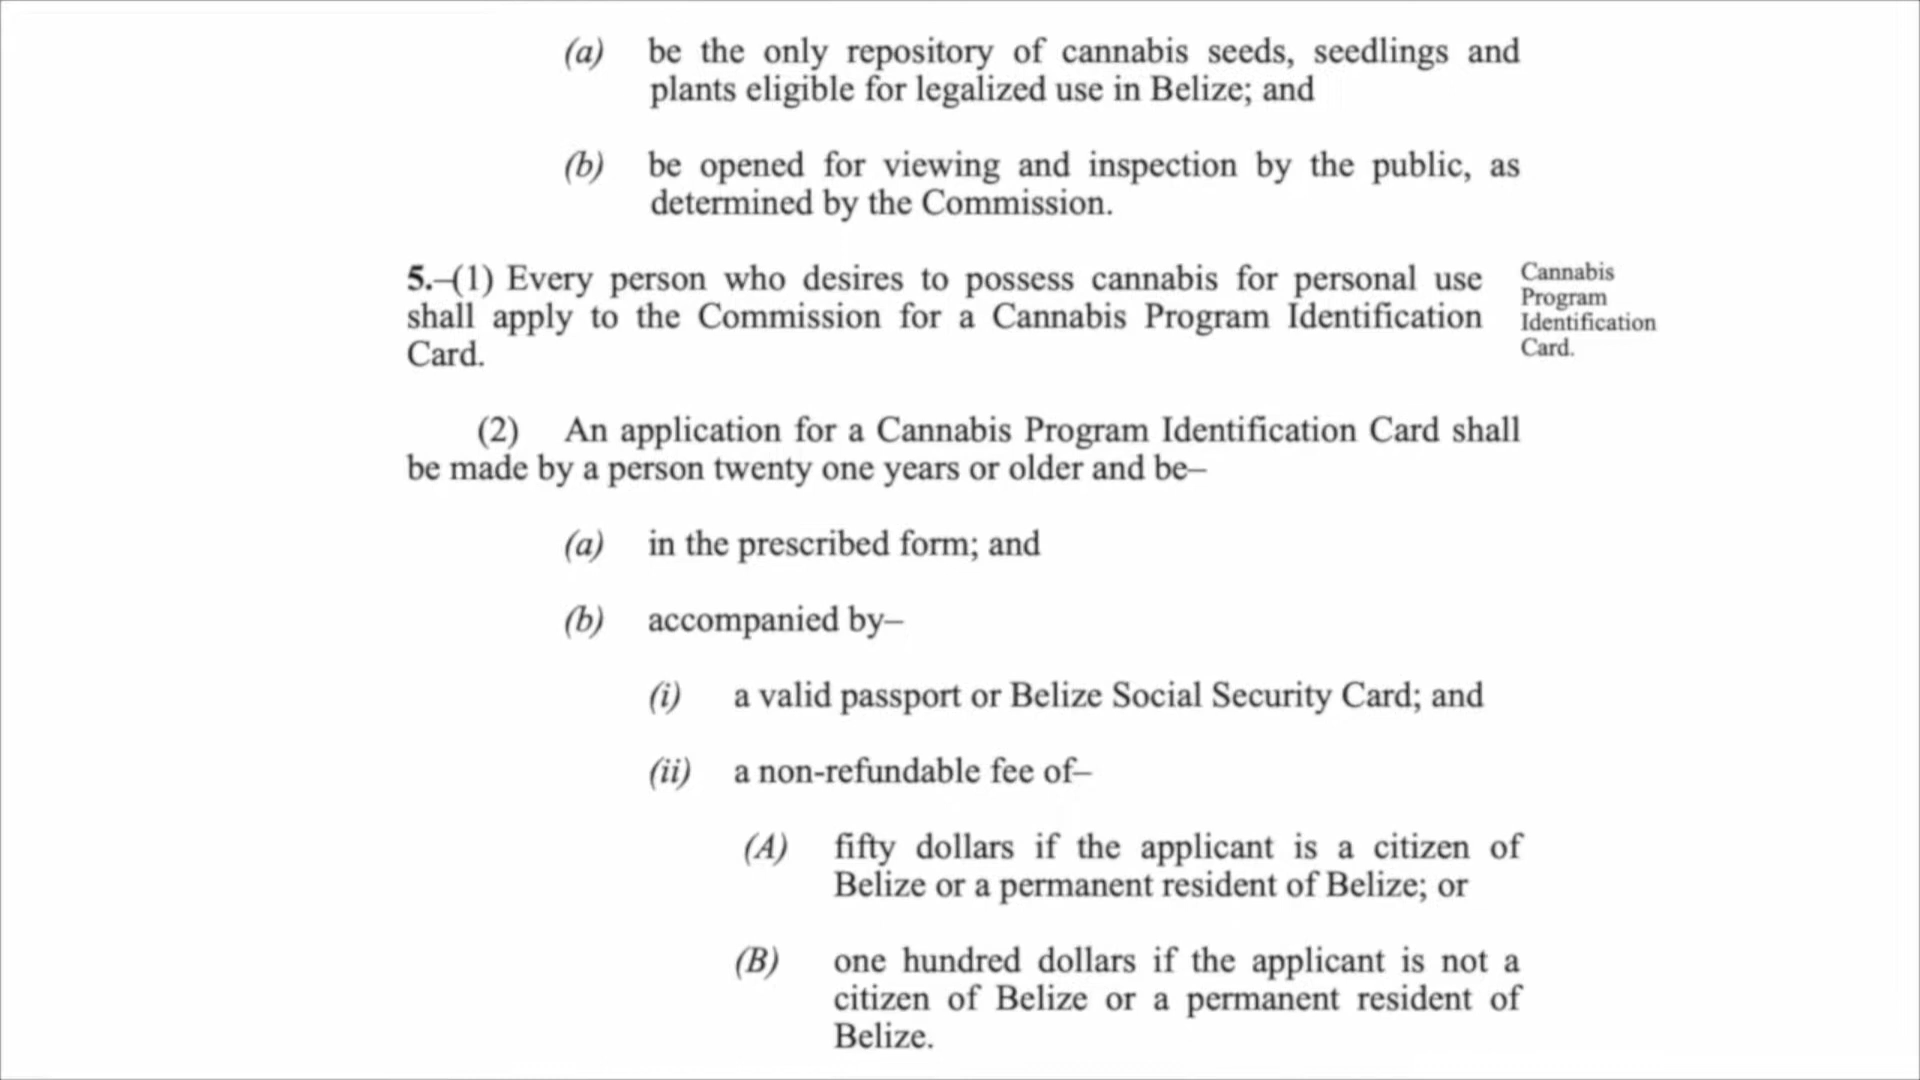 (a) be the only repository of cannabis seeds, seedlings and
plants eligible for legalized use in Belize; and
(b) be opened for viewing and inspection by the public, as
determined by the Commission.
5.–(1) Every person who desires to possess cannabis for personal use
shall apply to the Commission for a Cannabis Program Identification
Card.
Cannabis
Program
Identification
Card.
(2) An application for a Cannabis Program Identification Card shall
be made by a person twenty one years or older and be–
(a) in the prescribed form; and
(b) accompanied by–
(i) a valid passport or Belize Social Security Card; and
(ii) a non-refundable fee of–
(A) fifty dollars if the applicant is a citizen of
Belize or a permanent resident of Belize; or
(B) one hundred dollars if the applicant is not a
citizen of Belize or a permanent resident of
Belize.